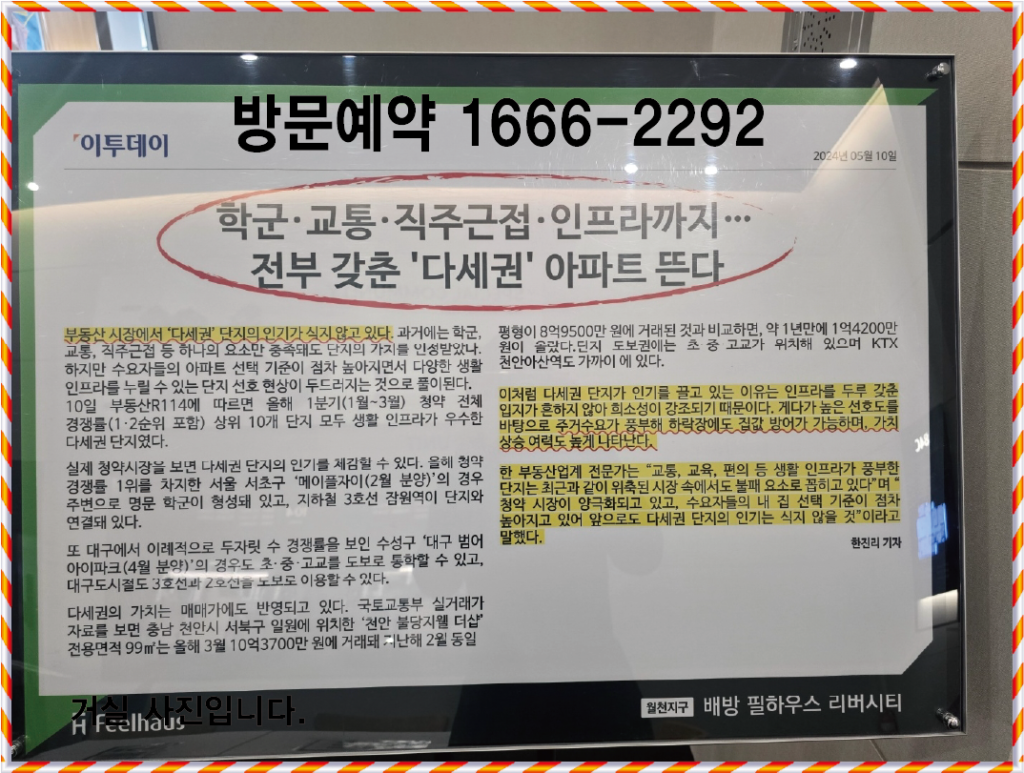 방문예약 1666-2292
이투데이
2024년 05월 10일
학군·교통·직주근접·인프라까지…
전부 갖춘 '다세권' 아파트 뜬다
부동산 시장에서 '다세권' 단지의 인기가 식지 않고 있다. 과거에는 학군,
교통, 직주근접 등 하나의 요소만 충족돼도 단지의 가치를 인정받았다.
하지만 수요자들의 아파트 선택 기준이 점차 높아지면서 다양한 생활
인프라를 누릴 수 있는 단지 선호 현상이 두드러지는 것으로 풀이된다.
10일 부동산R114에 따르면 올해 1분기(1월~3월) 청약 전체
경쟁률(1·2순위 포함) 상위 10개 단지 모두 생활 인프라가 우수한
다세권 단지였다.
실제 청약시장을 보면 다세권 단지의 인기를 체감할 수 있다. 올해 청약
경쟁률 1위를 차지한 서울 서초구 '메이플자이(2월 분양)'의 경우
주변으로 명문 학군이 형성돼 있고, 지하철 3호선 잠원역이 단지와
연결돼 있다.
또 대구에서 이례적으로 두자릿 수 경쟁률을 보인 수성구 '대구 범어
아이파크(4월 분양)'의 경우도 초·중·고교를 도보로 통학할 수 있고,
대구도시철도 3호선과 2호선을 도보로 이용할 수 있다.
다세권의 가치는 매매가에도 반영되고 있다. 국토교통부 실거래가
자료를 보면 충남 천안시 서북구 일원에 위치한 '천안 불당지웰 더샵'
전용면적 99㎡는 올해 3월 10억3700만 원에 거래돼 지난해 2월 동일
평형이 8억9500만 원에 거래된 것과 비교하면, 약 1년만에 1억4200만
원이 올랐다.단지 도보권에는 초·중·고교가 위치해 있으며 KTX
천안아산역도 가까이 에 있다.
이처럼 다세권 단지가 인기를 끌고 있는 이유는 인프라를 두루 갖춘
입지가 흔하지 않아 희소성이 강조되기 때문이다. 게다가 높은 선호도를
바탕으로 주거수요가 풍부해 하락장에도 집값 방어가 가능하며, 가치
상승 여력도 높게 나타난다.
한 부동산업계 전문가는 "교통, 교육, 편의 등 생활 인프라가 풍부한
단지는 최근과 같이 위축된 시장 속에서도 불패 요소로 꼽히고 있다"며 "
청약 시장이 양극화되고 있고, 수요자들의 내 집 선택 기준이 점차
높아지고 있어 앞으로도 다세권 단지의 인기는 식지 않을 것"이라고
말했다.
한진리 기자
거실 사진입니다.
Feelhaus
월천지구 배방 필하우스 리버시티